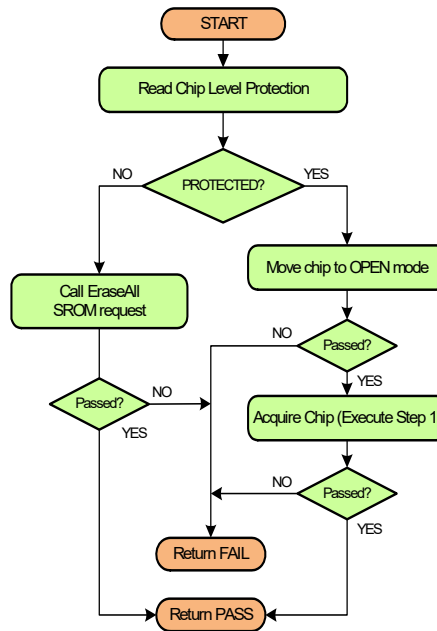 START
Read Chip Level Protection
NO
PROTECTED?
YES
Call EraseAll
SROM request
Move chip to OPEN mode
NO
Passed?
YES
Passed?
NO
YES
Acquire Chip (Execute Step 1
NO
Passed?
YES
Return FAIL
Return PASS